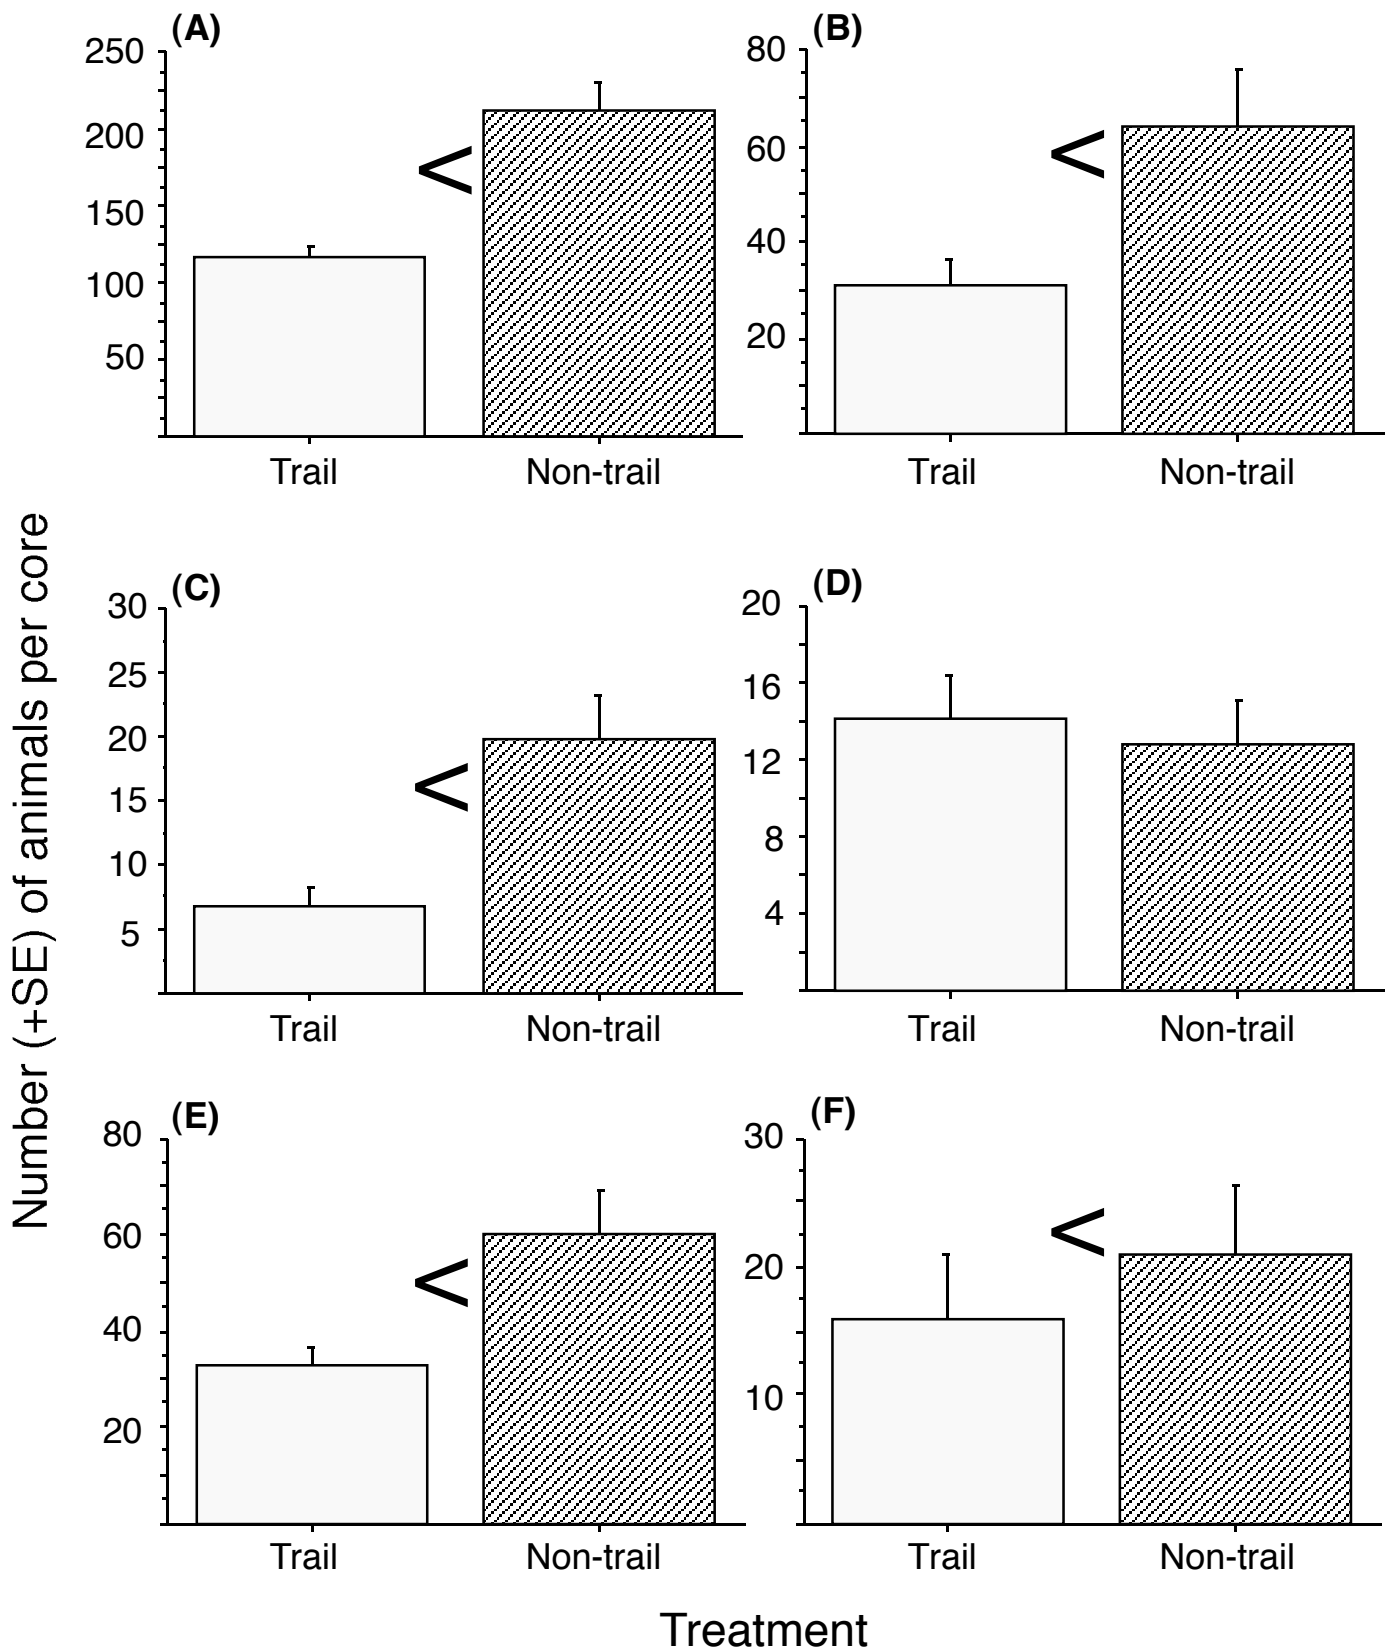 Number (+SE) of animals per core
(A)
250
200
150
100
50
<
Trail
Non-trail
(B)
80
60
40
20
<
Trail
Non-trail
(C)
30
25
20
15
10
5
<
Trail
Non-trail
(D)
20
16
12
8
4
Trail
Non-trail
(E)
80
60
40
20
<
Trail
Non-trail
(F)
30
20
10
<
Trail
Non-trail
Treatment